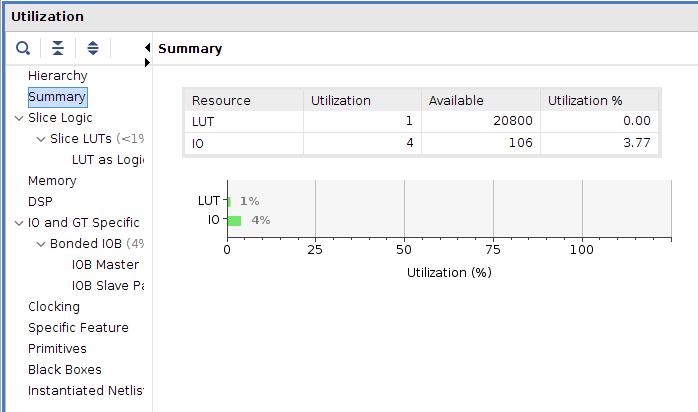 Utilization
Summary
Hierarchy
Summary
Slice Logic
Slice LUTs (<1%
LUT as Logic
Memory
DSP
IO and GT Specific
Bonded IOB (4%
IOB Master
IOB Slave Pa
Clocking
Specific Feature
Primitives
Black Boxes
Instantiated Netlis
Resource Utilization Available Utilization %
LUT 1 20800 0.00
IO 4 106 3.77
LUT 1%
IO 4%
0 25 50 75 100
Utilization (%)